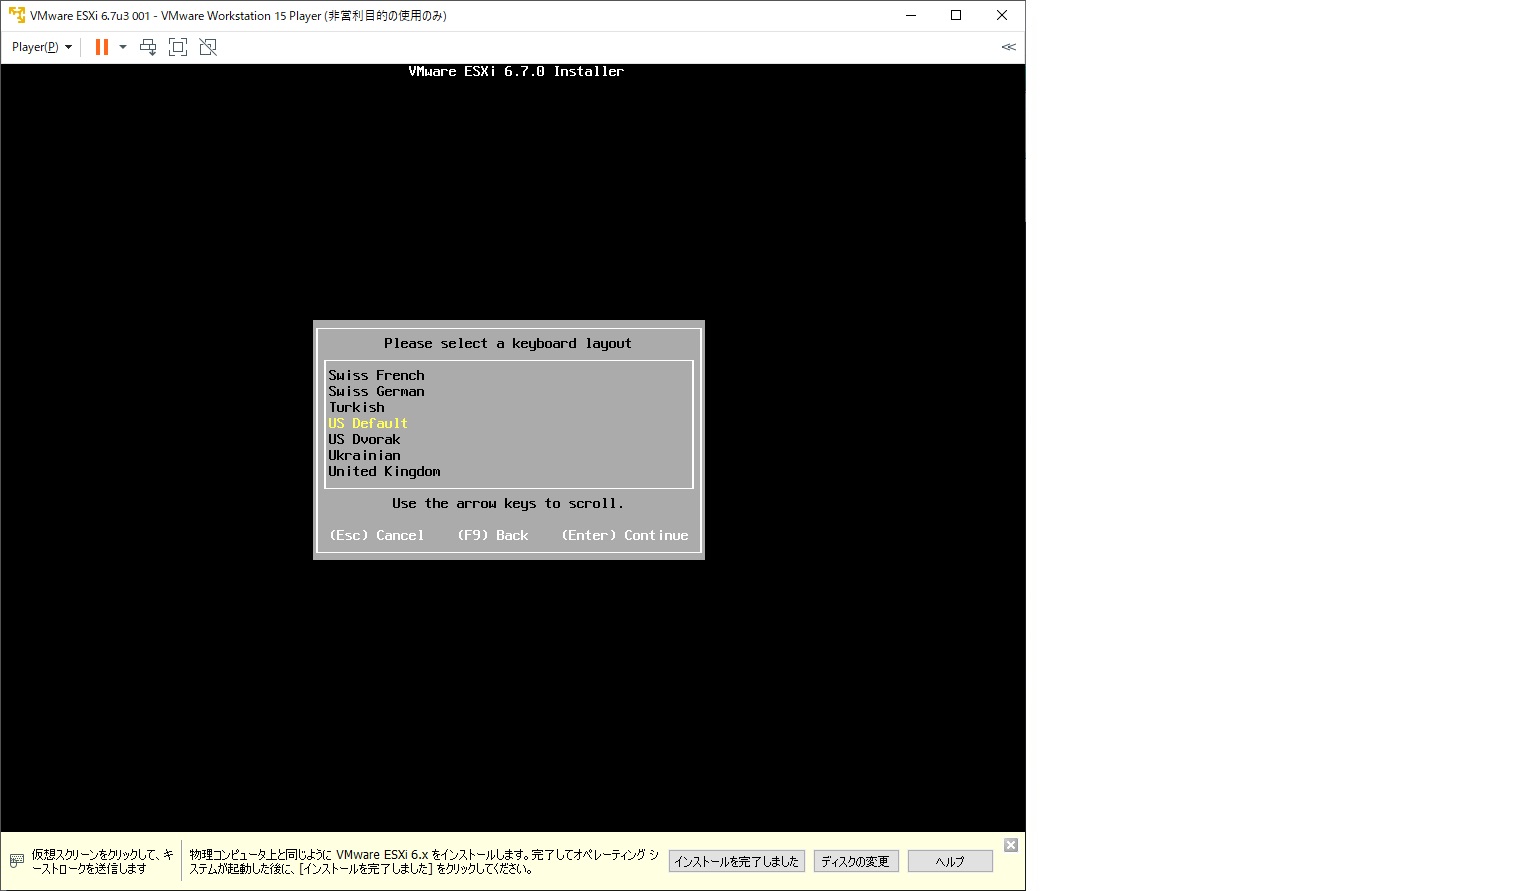 VMware ESXi 6.7u3 001 - VMware Workstation 15 Player (非営利目的の使用のみ)
Player(P)
VMware ESXi 6.7.0 Installer
Please select a keyboard layout
Swiss French
Swiss German
Turkish
US Default
US Dvorak
Ukrainian
United Kingdom
Use the arrow keys to scroll.
(Esc) Cancel (F9) Back (Enter) Continue
仮想スクリーンをクリックして、キ
ーストロークを送信します
物理コンピュータ上と同じように VMware ESXi 6.x をインストールします。完了してオペレーティング シ
ステムが起動した後に、[インストールを完了しました] をクリックしてください。
インストールを完了しました ディスクの変更 ヘルプ